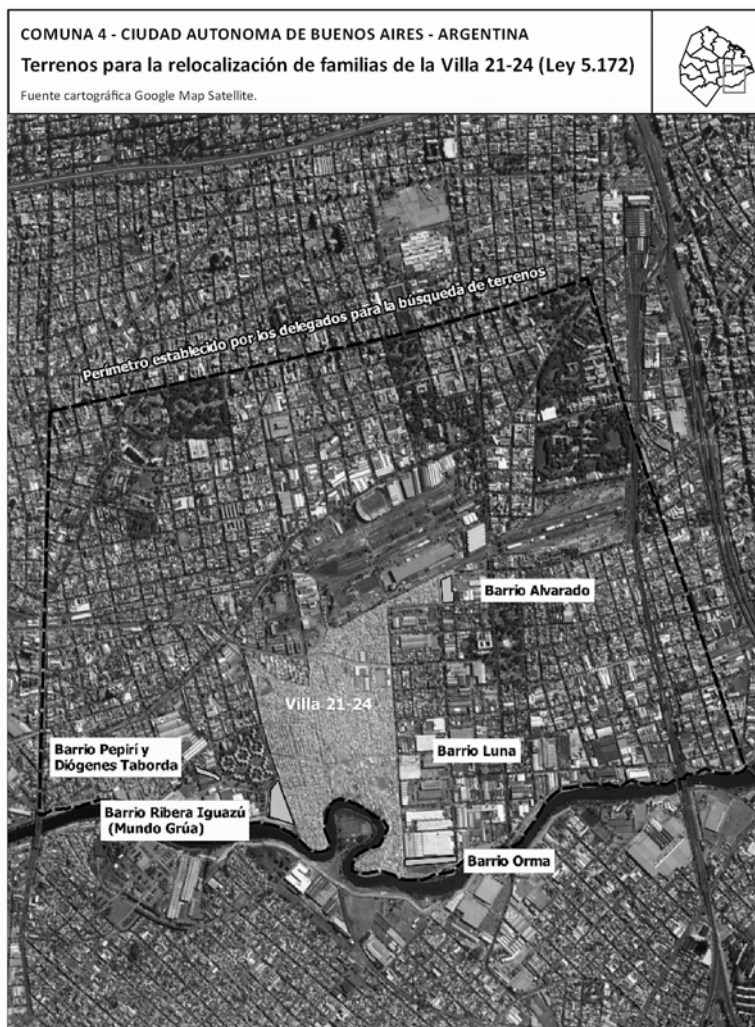 COMUNA 4 - CIUDAD AUTONOMA DE BUENOS AIRES - ARGENTINA
Terrenos para la relocalización de familias de la Villa 21-24 (Ley 5.172)
Fuente cartográfica Google Map Satellite.
Perímetro establecido por los delegados para la búsqueda de terrenos
Barrio Alvarado
Villa 21-24
Barrio Pepirí y
Diógenes Taborda
Barrio Luna
Barrio Ribera Iguazú
(Mundo Grúa)
Barrio Orma